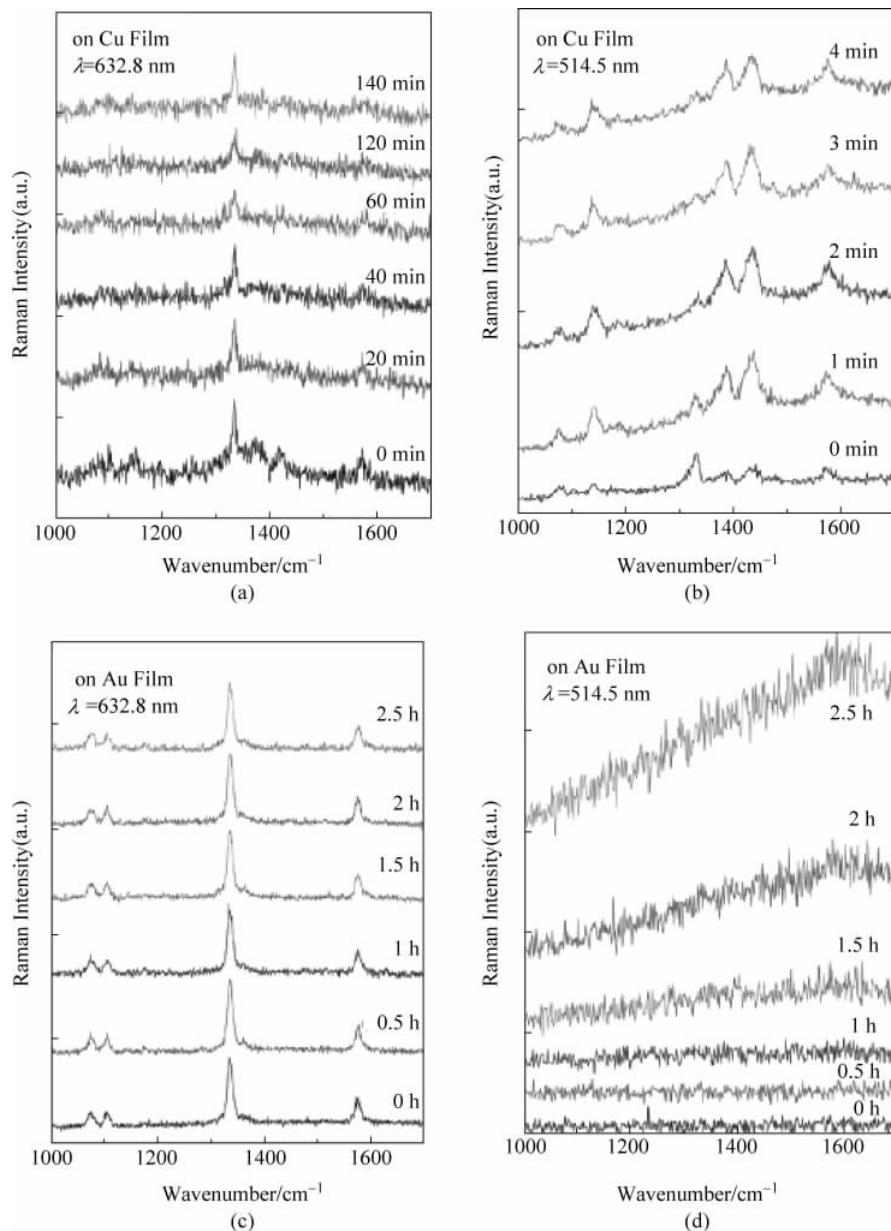 on Cu Film
λ=632.8 nm
140 min
120 min
60 min
40 min
20 min
0 min
Raman Intensity(a.u.)
1000 1200 1400 1600
Wavenumber/cm⁻¹
(a)
on Cu Film
λ=514.5 nm
4 min
3 min
2 min
1 min
0 min
Raman Intensity(a.u.)
1000 1200 1400 1600
Wavenumber/cm⁻¹
(b)
on Au Film
λ =632.8 nm
2.5 h
2 h
1.5 h
1 h
0.5 h
0 h
Raman Intensity(a.u.)
1000 1200 1400 1600
Wavenumber/cm⁻¹
(c)
on Au Film
λ =514.5 nm
2.5 h
2 h
1.5 h
1 h
0.5 h
0 h
Raman Intensity(a.u.)
1000 1200 1400 1600
Wavenumber/cm⁻¹
(d)